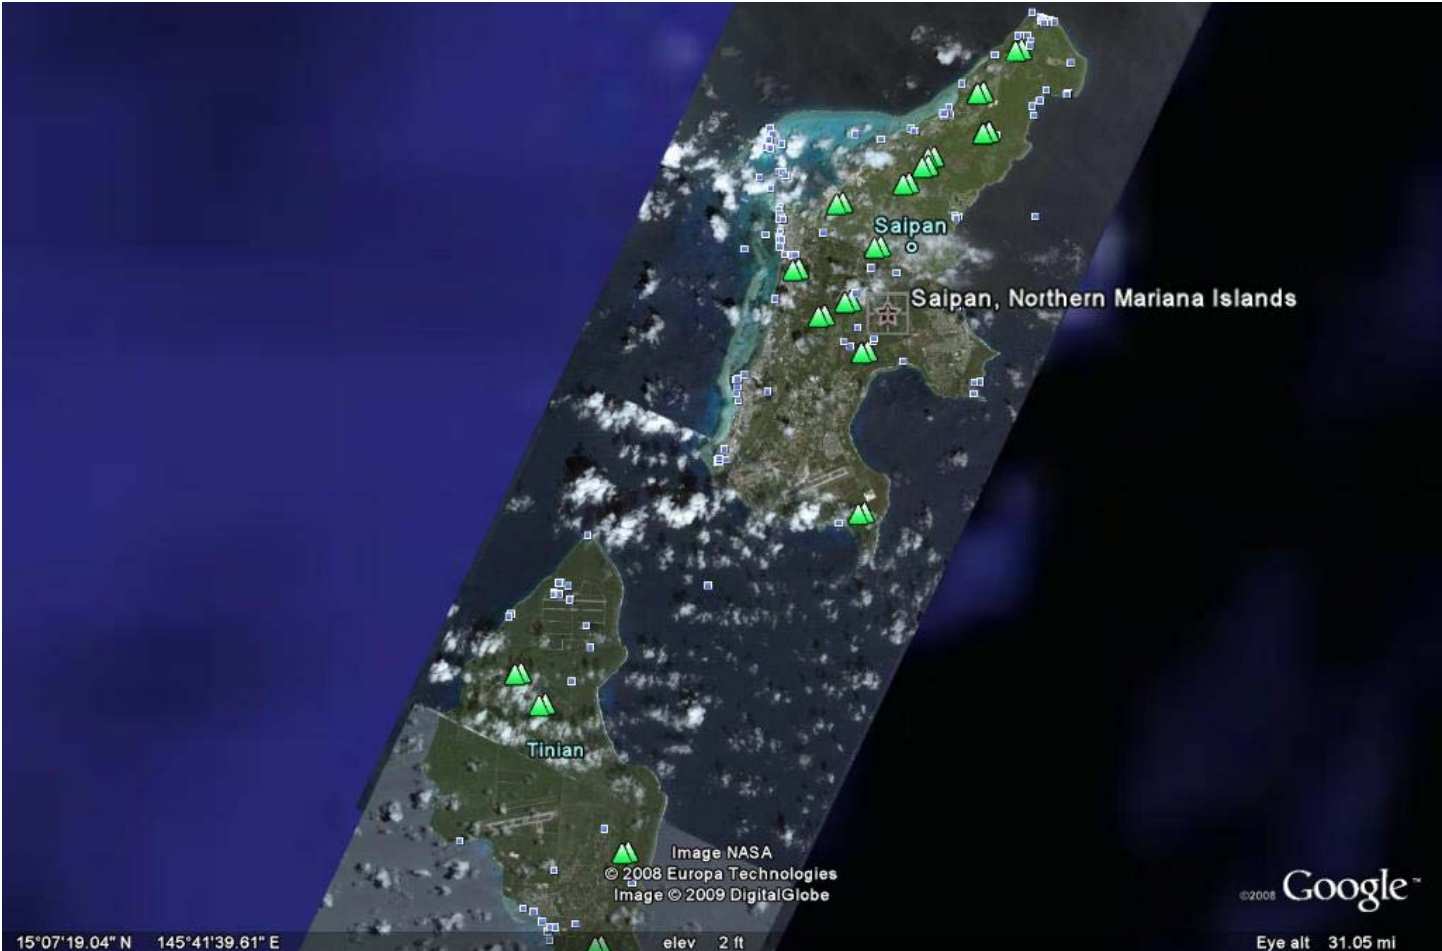 Saipan
Saipan, Northern Mariana Islands
Tinian
Image NASA
© 2008 Europa Technologies
Image © 2009 DigitalGlobe
©2008 Google™
15°07'19.04" N 145°41'39.61" E elev 2 ft Eye alt 31.05 mi